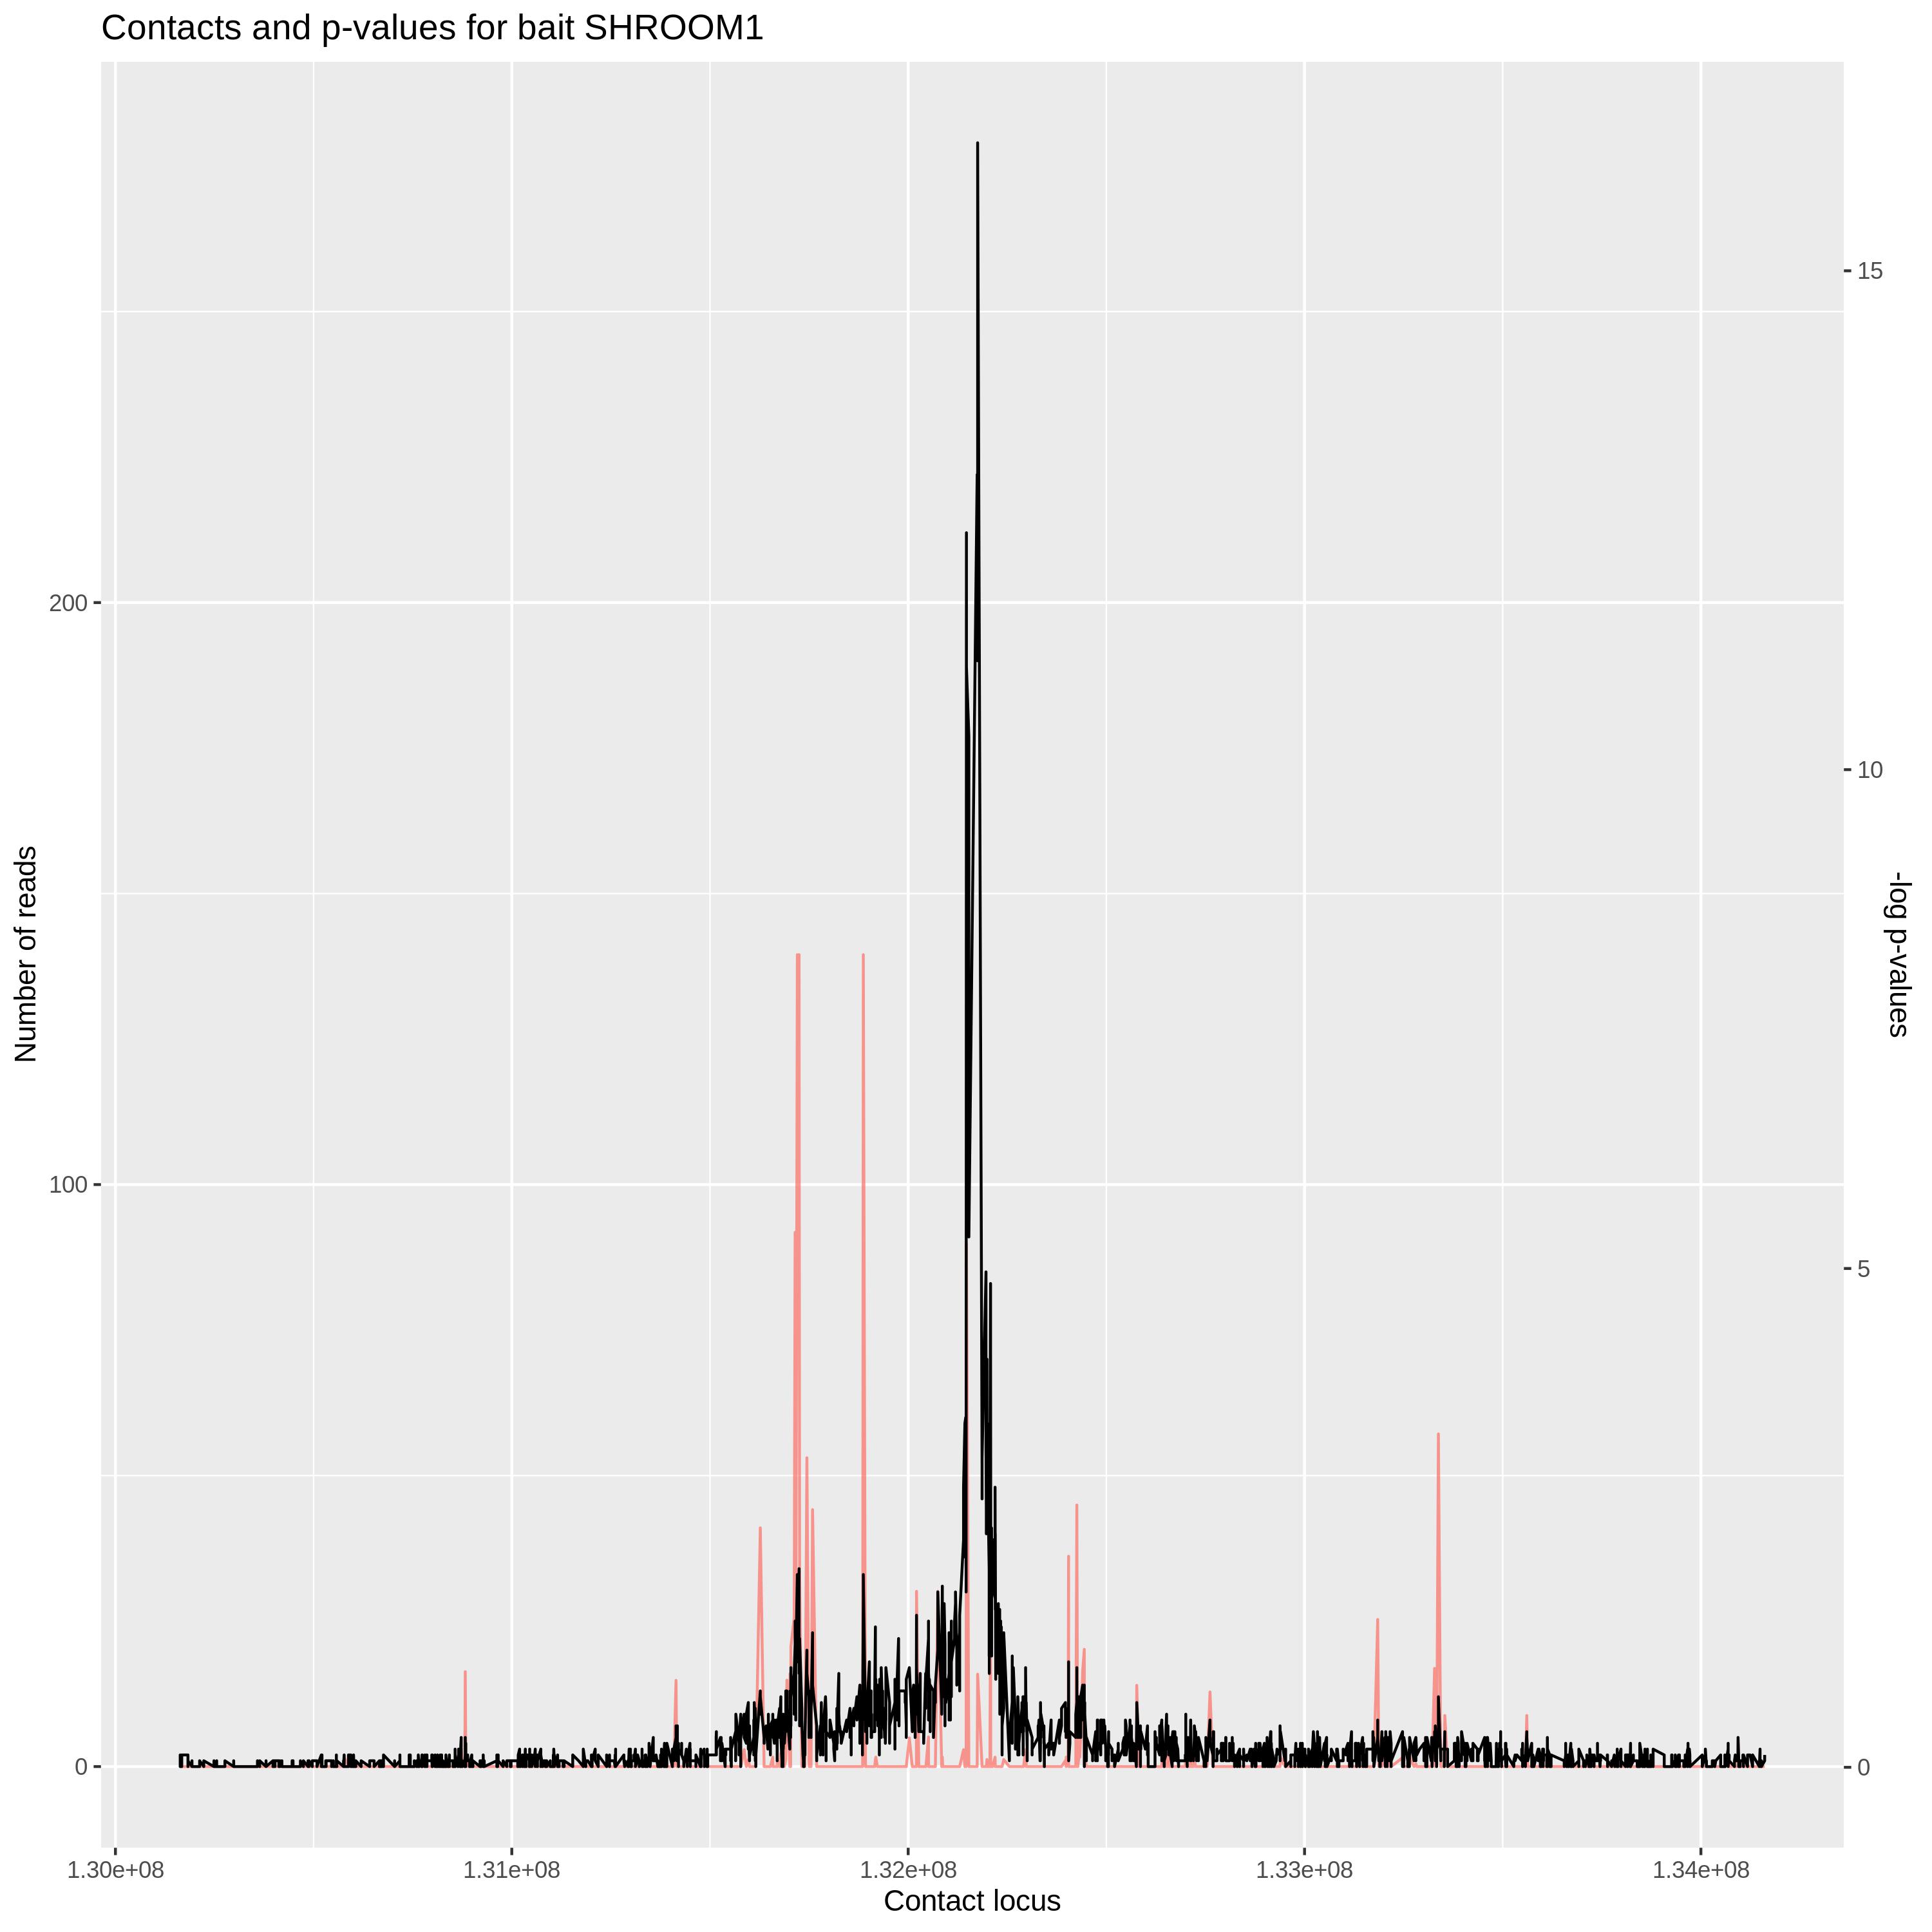 Contacts and p-values for bait SHROOM1
Number of reads
200
100
0
15
10
5
0
-log p-values
1.30e+08 1.31e+08 1.32e+08 1.33e+08 1.34e+08
Contact locus